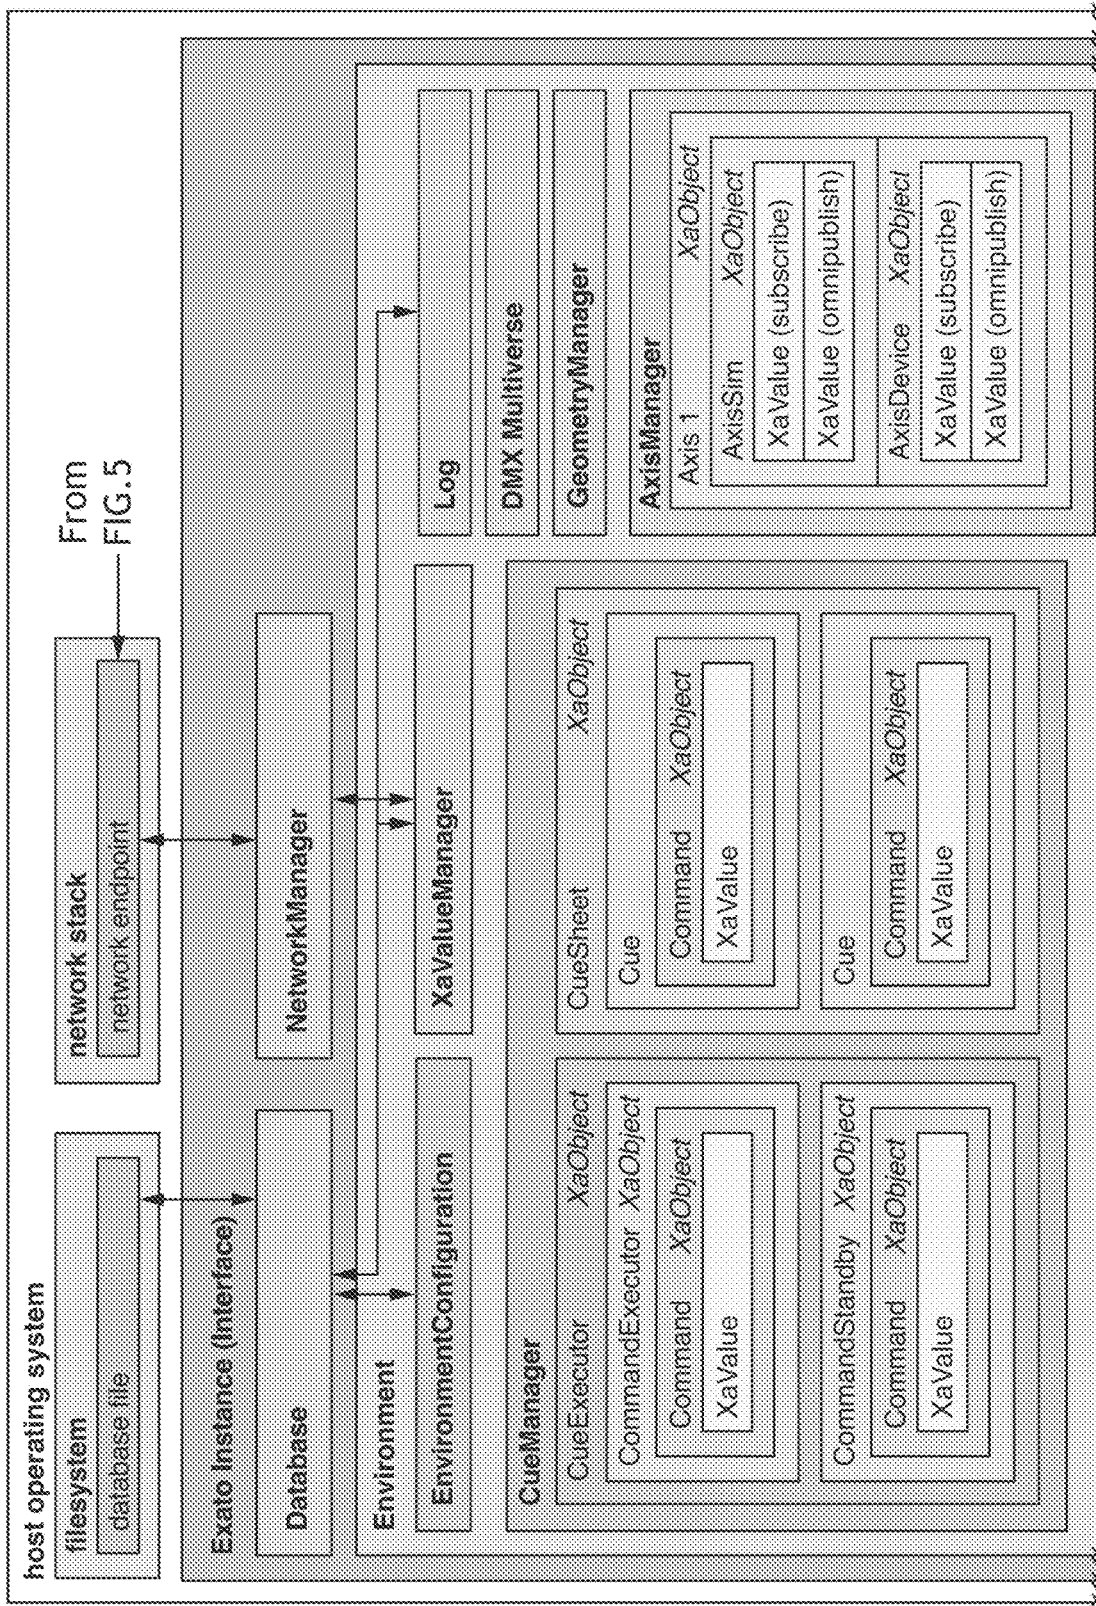 host operating system
filesystem
database file
network stack
network endpoint
From
FIG.5
Exato Instance (Interface)
Database
NetworkManager
Environment
EnvironmentConfiguration
XaValueManager
Log
DMX Multiverse
GeometryManager
CueManager
CueExecutor XaObject
CommandExecutor XaObject
Command XaObject
XaValue
CommandStandby XaObject
Command XaObject
XaValue
CueSheet XaObject
Cue
Command XaObject
XaValue
Cue
Command XaObject
XaValue
AxisManager
Axis 1 XaObject
AxisSim XaObject
XaValue (subscribe)
XaValue (omnipublish)
AxisDevice XaObject
XaValue (subscribe)
XaValue (omnipublish)